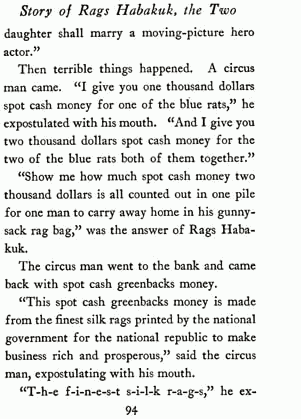 Story of Rags Habakuk, the Two
daughter shall marry a moving-picture hero
actor.”
Then terrible things happened. A circus
man came. “I give you one thousand dollars
spot cash money for one of the blue rats,” he
expostulated with his mouth. “And I give you
two thousand dollars spot cash money for the
two of the blue rats both of them together.”
“Show me how much spot cash money two
thousand dollars is all counted out in one pile
for one man to carry away home in his gunny-
sack rag bag,” was the answer of Rags Haba-
kuk.
The circus man went to the bank and came
back with spot cash greenbacks money.
“This spot cash greenbacks money is made
from the finest silk rags printed by the national
government for the national republic to make
business rich and prosperous,” said the circus
man, expostulating with his mouth.
“T-h-e f-i-n-e-s-t s-i-l-k r-a-g-s,” he ex-
94